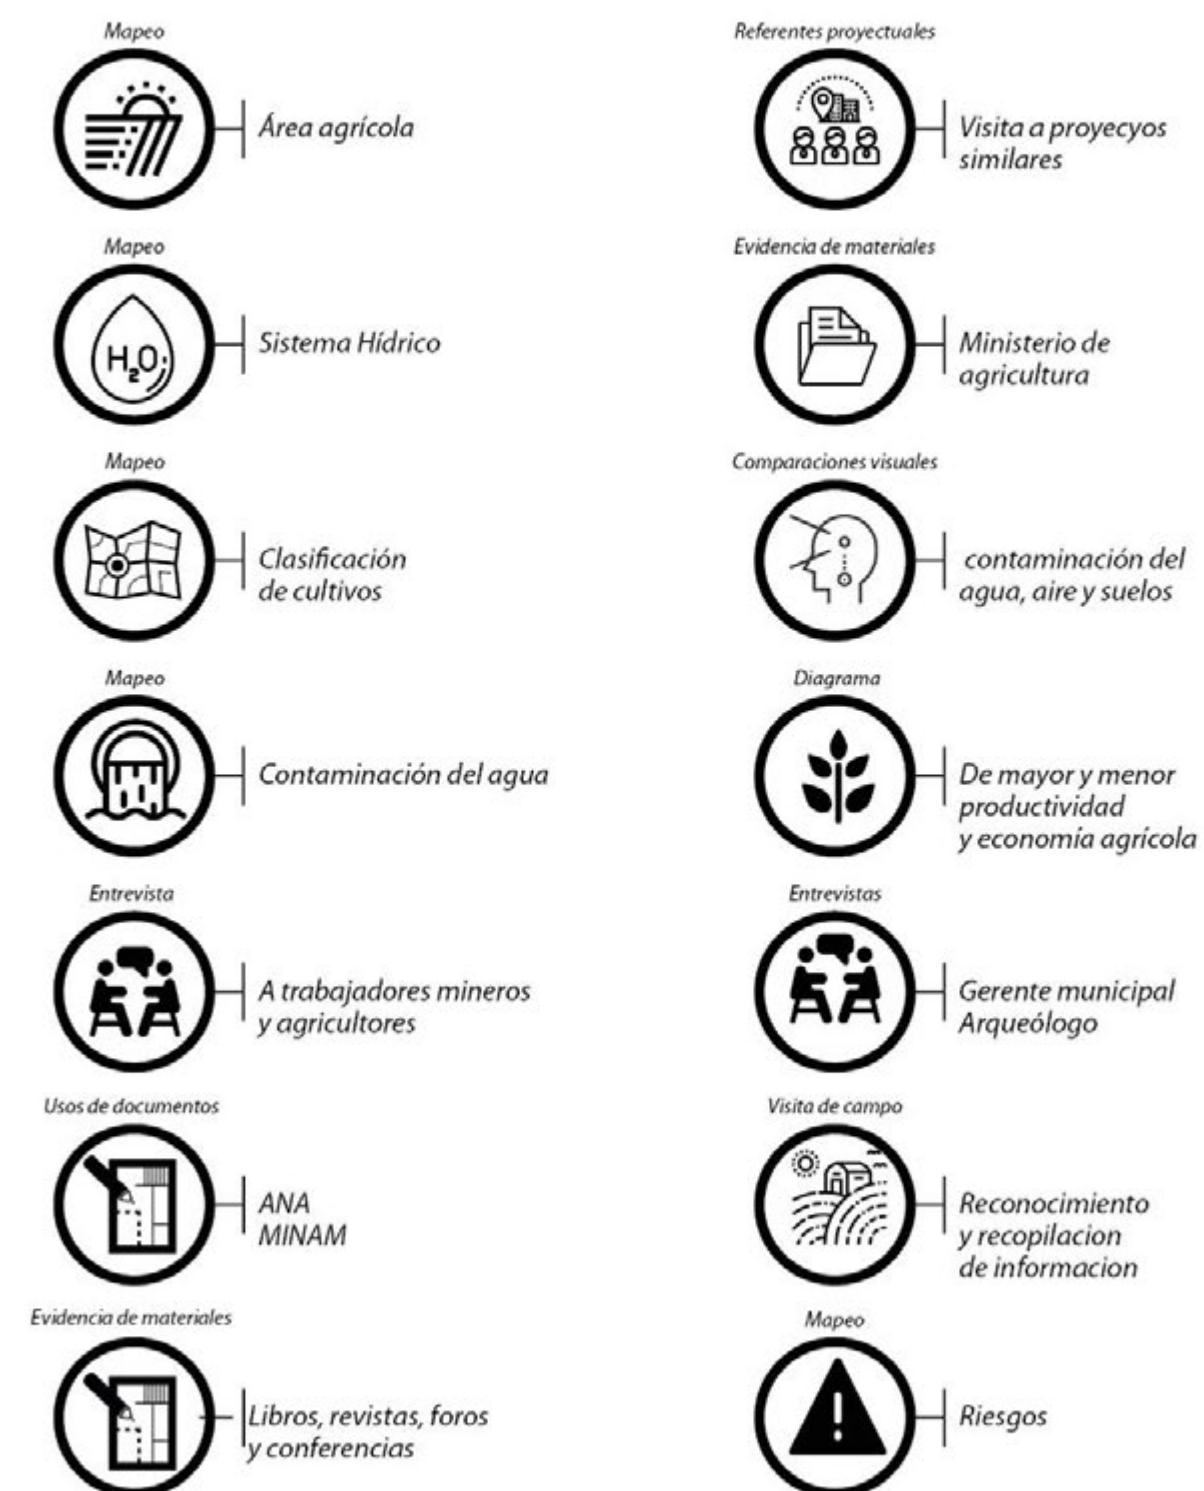 Mapeo
Área agrícola
Mapeo
H₂O
Sistema Hídrico
Mapeo
Clasificación
de cultivos
Mapeo
Contaminación del agua
Entrevista
A trabajadores mineros
y agricultores
Usos de documentos
ANA
MINAM
Evidencia de materiales
Libros, revistas, foros
y conferencias
Referentes proyectuales
Visita a proyecyos
similares
Evidencia de materiales
Ministerio de
agricultura
Comparaciones visuales
contaminación del
agua, aire y suelos
Diagrama
De mayor y menor
productividad
y economía agrícola
Entrevistas
Gerente municipal
Arqueólogo
Visita de campo
Reconocimiento
y recopilacion
de informacion
Mapeo
Riesgos